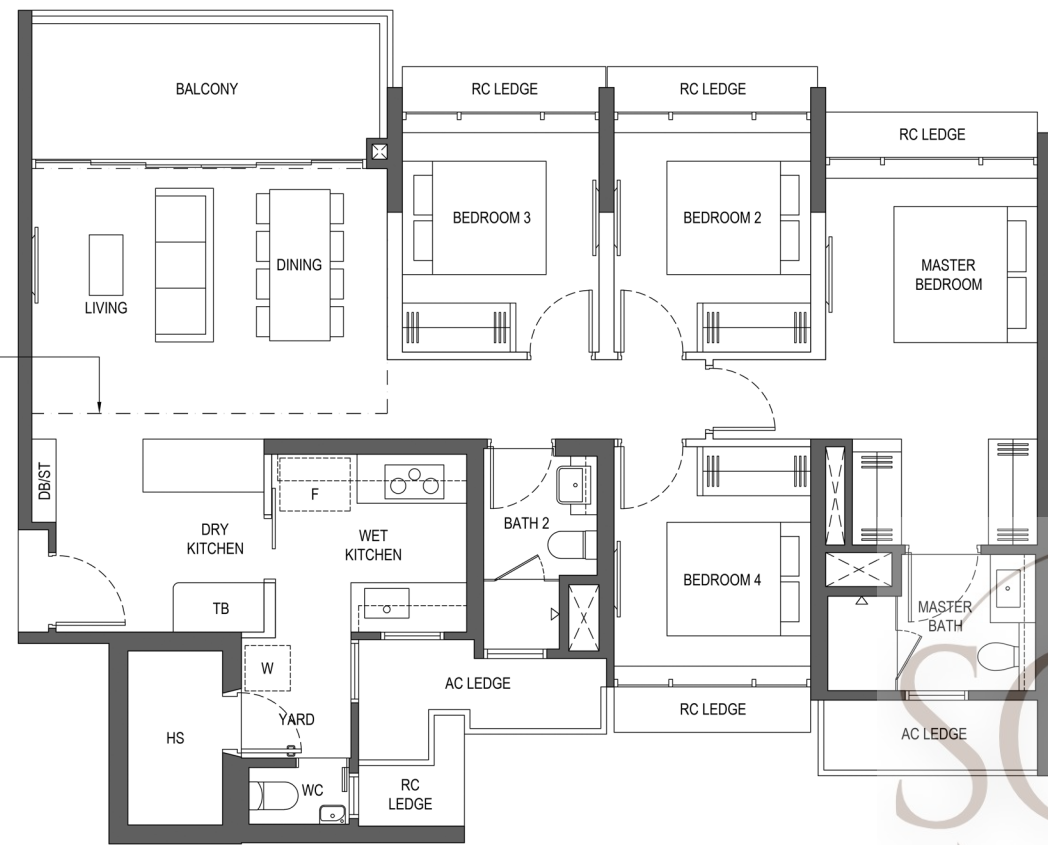 BALCONY
RC LEDGE
RC LEDGE
RC LEDGE
BEDROOM 3
BEDROOM 2
MASTER
BEDROOM
DINING
LIVING
DB/ST
F
DRY
KITCHEN
WET
KITCHEN
BATH 2
BEDROOM 4
TB
MASTER
BATH
W
AC LEDGE
YARD
HS
RC LEDGE
AC LEDGE
WC
RC
LEDGE